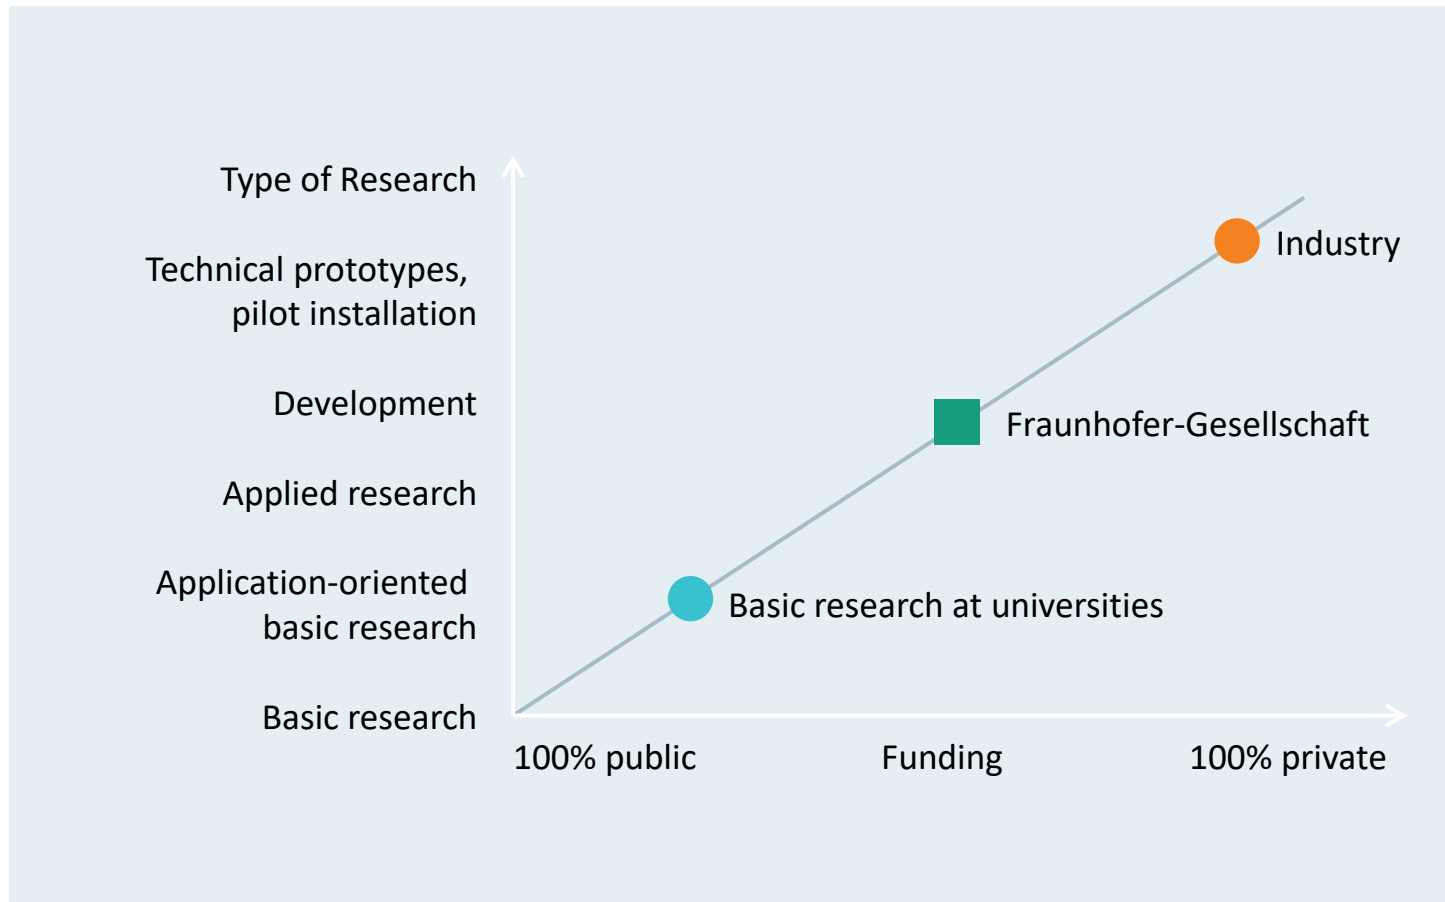 Type of Research
Technical prototypes,
pilot installation
Development
Applied research
Application-oriented
basic research
Basic research
Industry
Fraunhofer-Gesellschaft
Basic research at universities
100% public
Funding
100% private